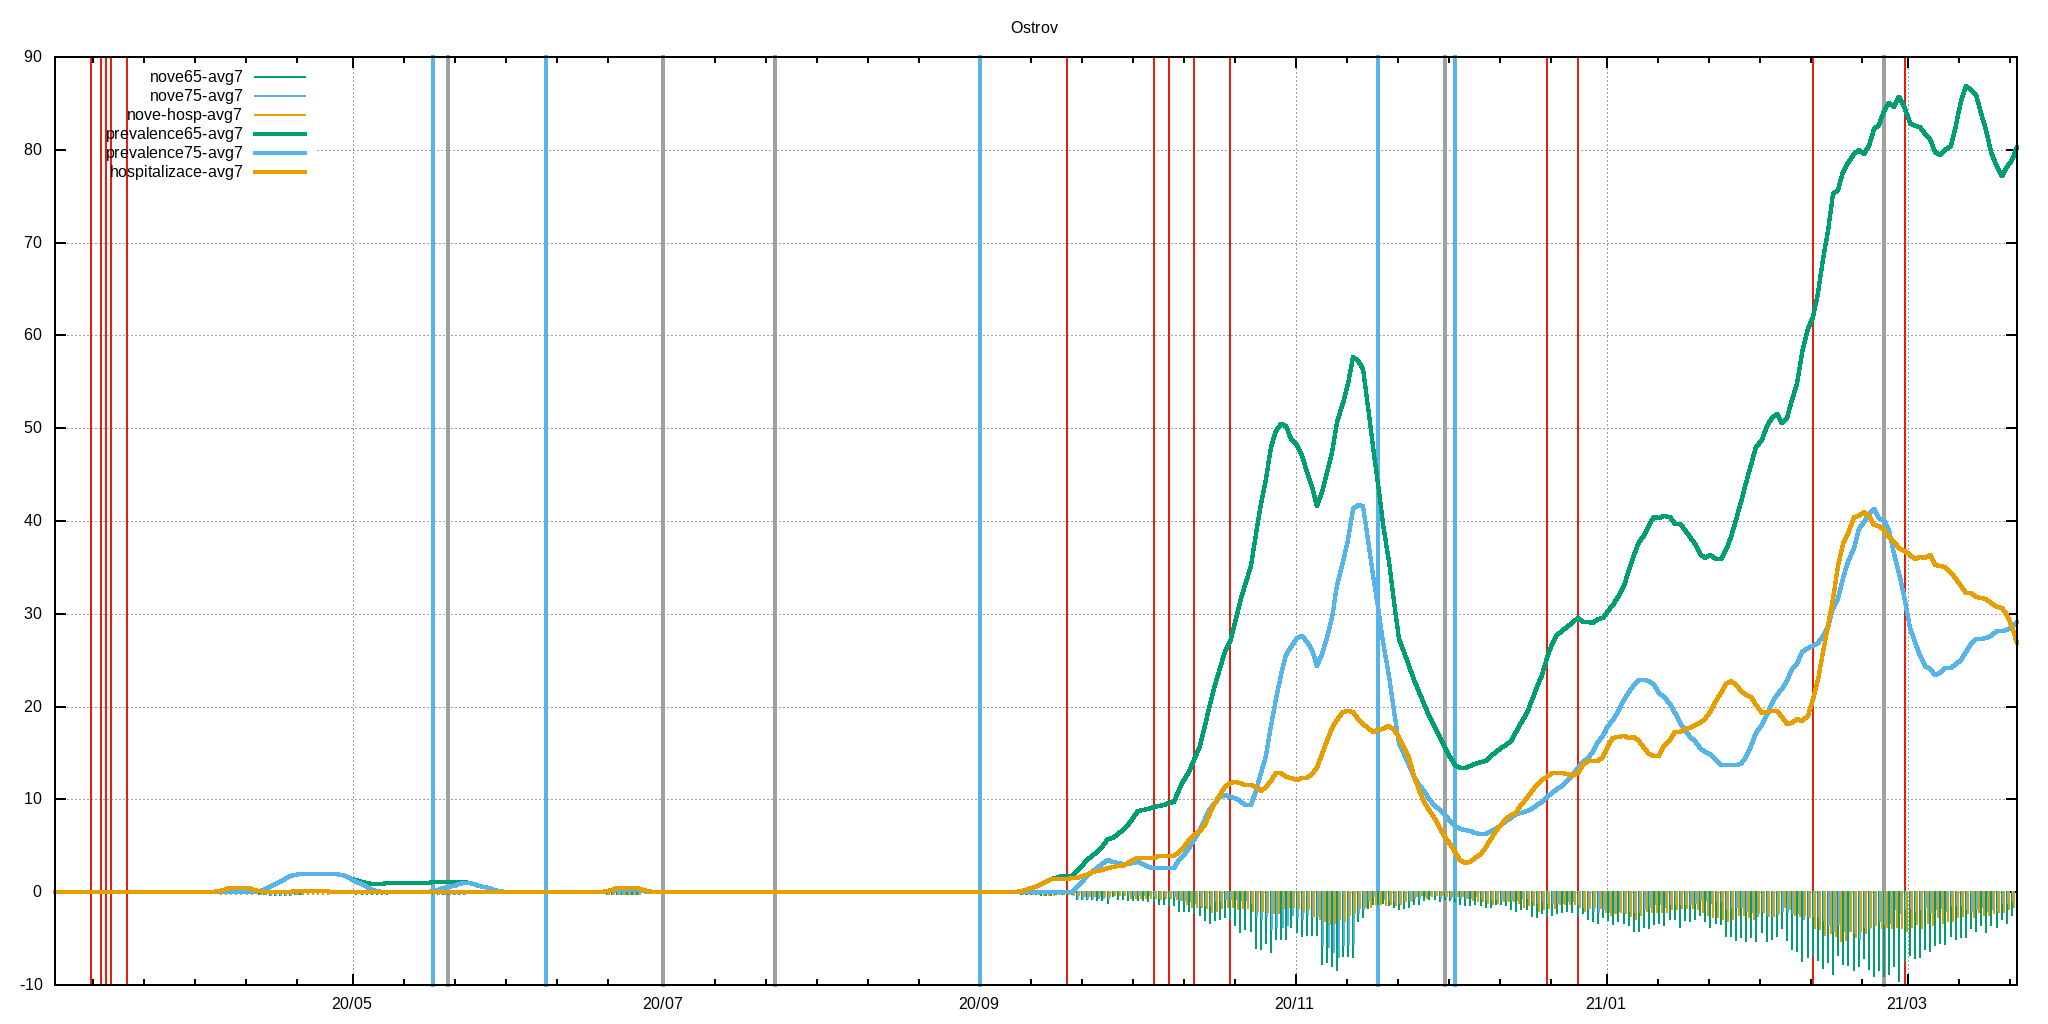 Ostrov
90
80
70
60
50
40
30
20
10
0
-10
nove65-avg7
nove75-avg7
nove-hosp-avg7
prevalence65-avg7
prevalence75-avg7
hospitalizace-avg7
20/05 20/07 20/09 20/11 21/01 21/03